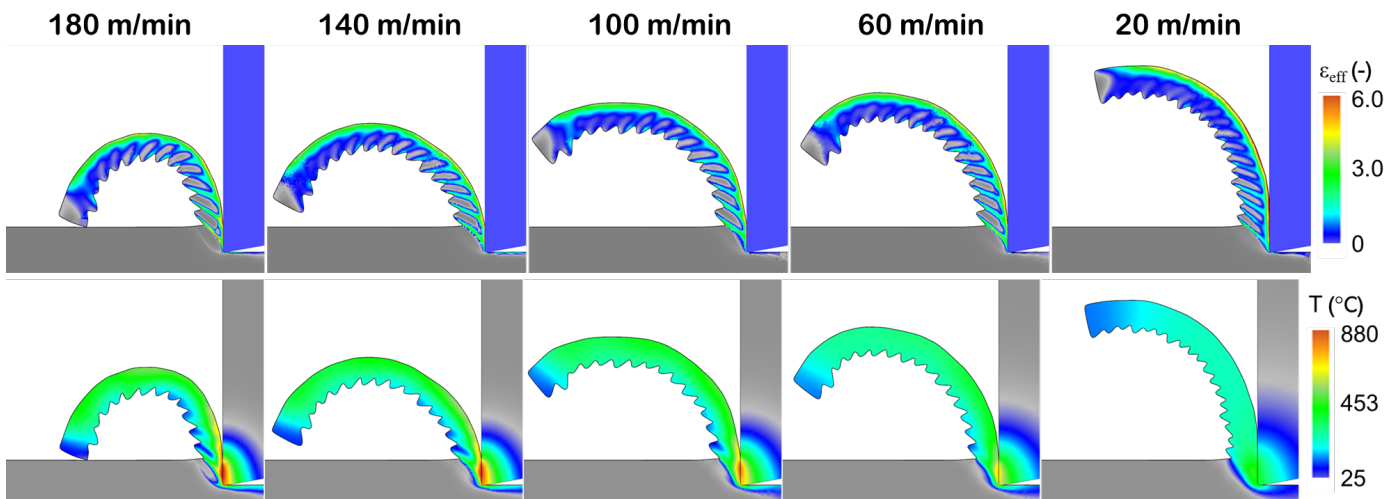 180 m/min
140 m/min
100 m/min
60 m/min
20 m/min
εeff (-)
6.0
3.0
0
T (°C)
880
453
25